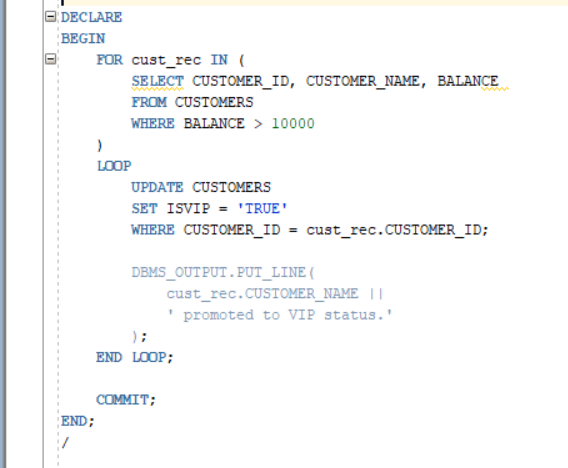 DECLARE
BEGIN
    FOR cust_rec IN (
        SELECT CUSTOMER_ID, CUSTOMER_NAME, BALANCE
        FROM CUSTOMERS
        WHERE BALANCE > 10000
    )
    LOOP
        UPDATE CUSTOMERS
        SET ISVIP = 'TRUE'
        WHERE CUSTOMER_ID = cust_rec.CUSTOMER_ID;

        DBMS_OUTPUT.PUT_LINE(
            cust_rec.CUSTOMER_NAME ||
            ' promoted to VIP status.'
        );
    END LOOP;

    COMMIT;
END;
/